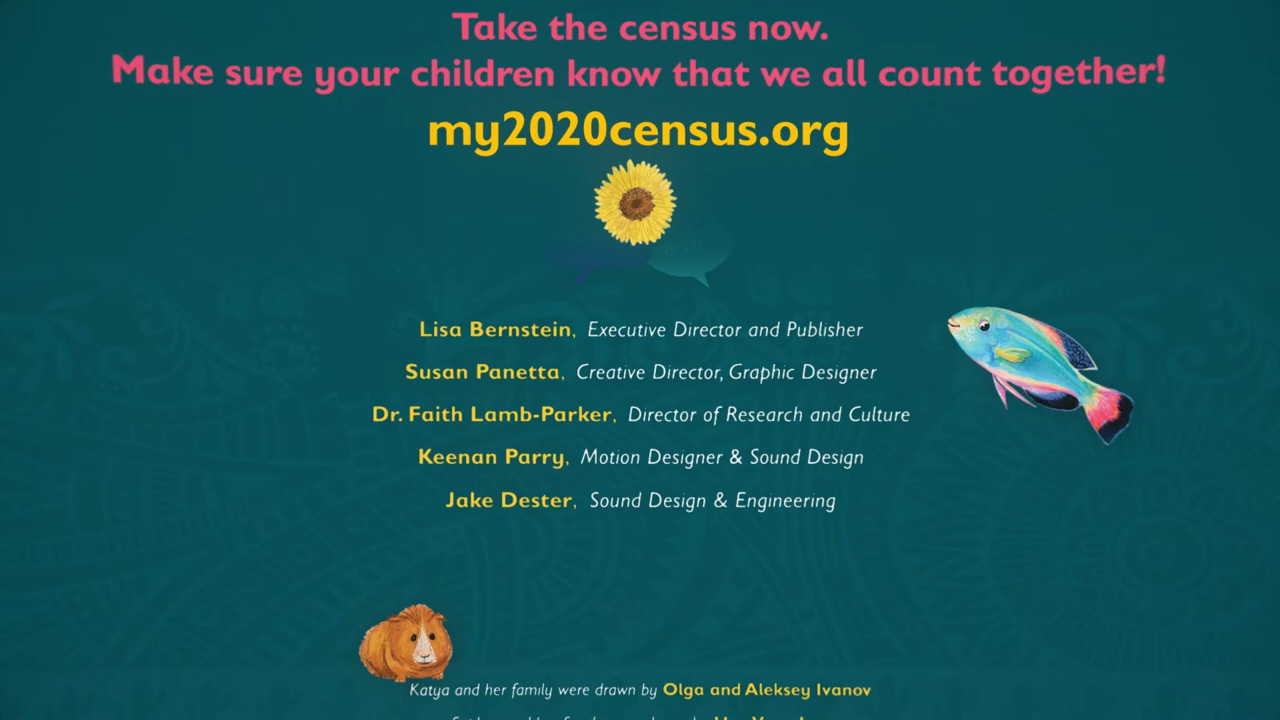 Take the census now.
Make sure your children know that we all count together!
my2020census.org
Lisa Bernstein, Executive Director and Publisher
Susan Panetta, Creative Director, Graphic Designer
Dr. Faith Lamb-Parker, Director of Research and Culture
Keenan Parry, Motion Designer & Sound Design
Jake Dester, Sound Design & Engineering
Katya and her family were drawn by Olga and Aleksey Ivanov